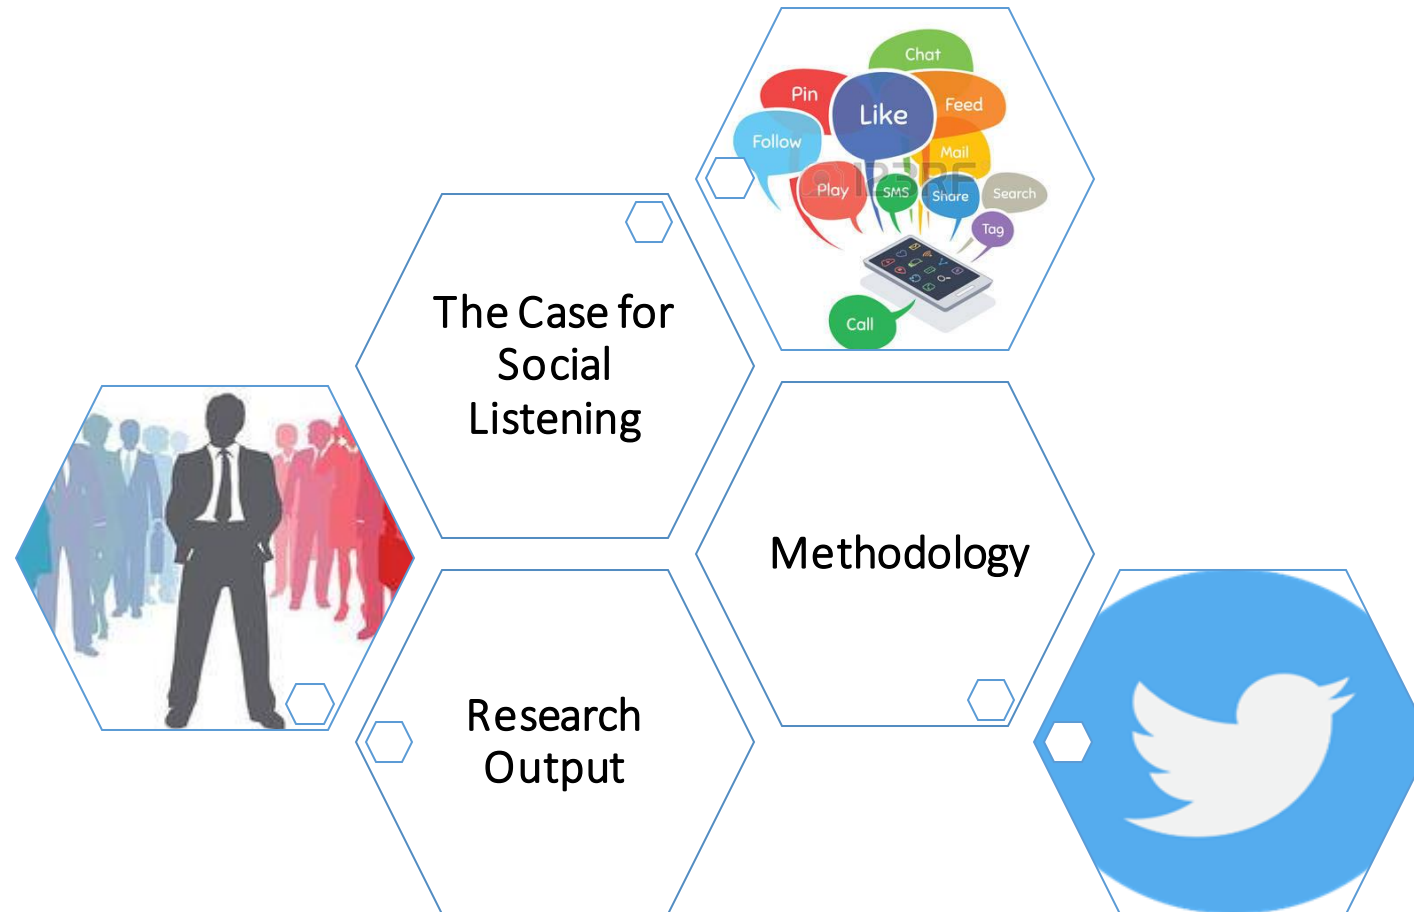 Chat
Pin
Like
Feed
Follow
Mail
Play
SMS
Share
Search
Tag
Call
123RF
The Case for
Social
Listening
Methodology
Research
Output